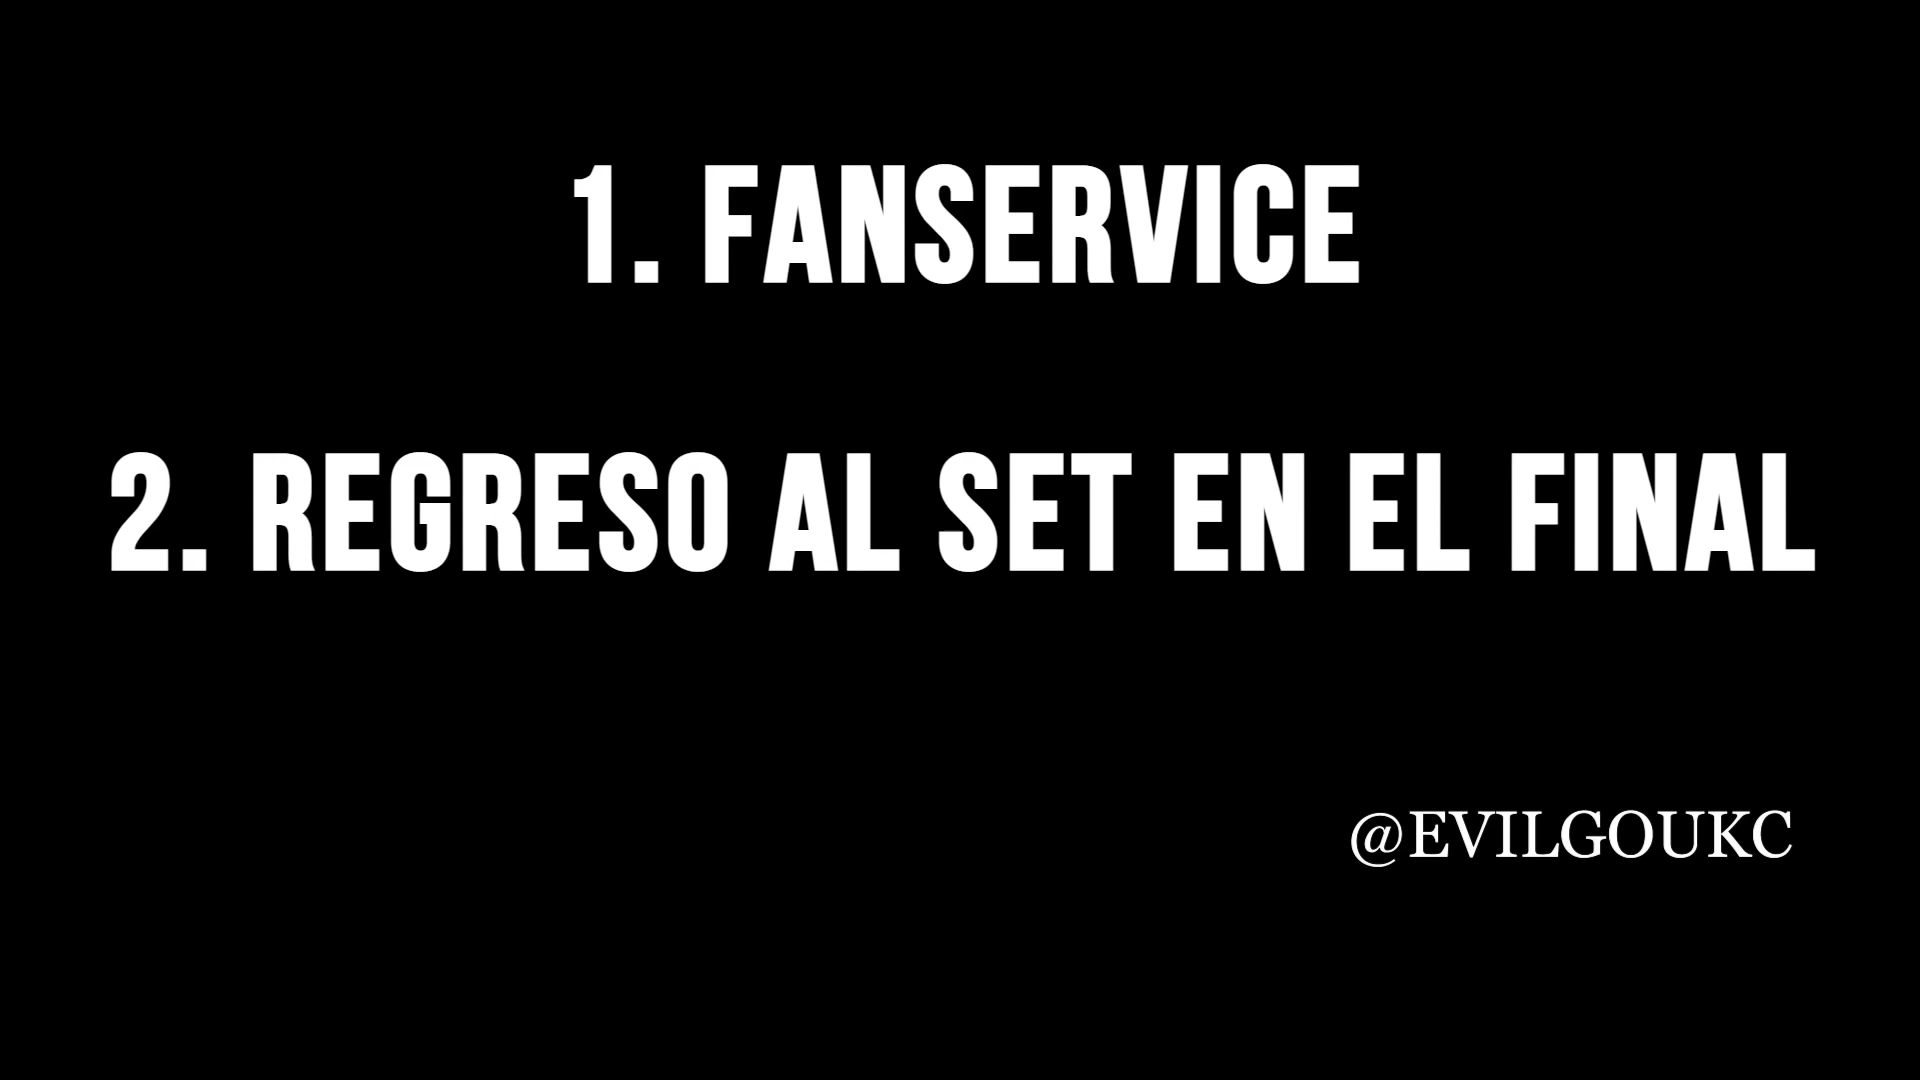 1. FANSERVICE
2. REGRESO AL SET EN EL FINAL
@EVILGOUKC